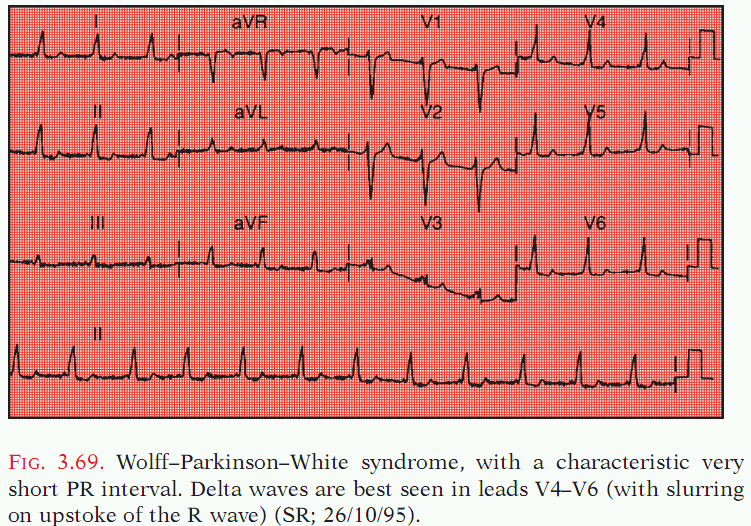 I aVR V1 V4
II aVL V2 V5
III aVF V3 V6
II
FIG. 3.69. Wolff–Parkinson–White syndrome, with a characteristic very
short PR interval. Delta waves are best seen in leads V4–V6 (with slurring
on upstoke of the R wave) (SR; 26/10/95).